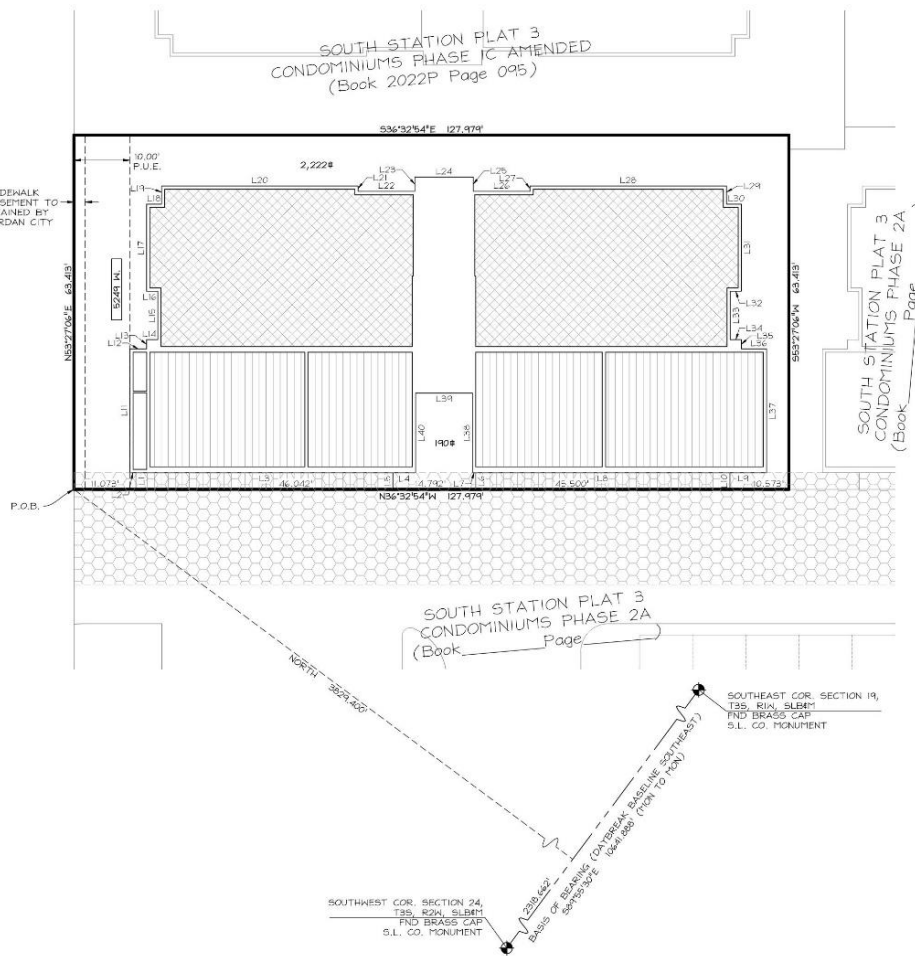 SOUTH STATION PLAT 3
CONDOMINIUMS PHASE 1C AMENDED
(Book 2022P Page 095)
S36°32'54"E 127.979'
10.00'
P.U.E.
2,222#
L19
L18
L20
L21
L22
L23
L24
L25
L26
L27
L28
L29
L30
L31
L32
L33
L34
L35
L36
L37
DEWALK
SEMENT TO
AINED BY
RDAN CITY
N53°27'06"E 63.413'
5249 W.
L17
L16
L15
L14
L13
L12
L11
S53°27'06"W 63.413'
SOUTH STATION PLAT 3
CONDOMINIUMS PHASE 2A
(Book Page )
L39
L40
L38
190#
11.073'
L2
L1
L3
46.042'
L4
4.792'
L7
45.500'
L8
L9
10.573'
N36°32'54"W 127.979'
P.O.B.
SOUTH STATION PLAT 3
CONDOMINIUMS PHASE 2A
(Book Page )
NORTH 3829.400'
SOUTHEAST COR. SECTION 19,
T3S, R1W, SLB&M
FND BRASS CAP
S.L. CO. MONUMENT
2318.662'
BASIS OF BEARING (DAYBREAK BASELINE SOUTHEAST)
S89°55'30"E 10641.888' (MON TO MON)
SOUTHWEST COR. SECTION 24,
T3S, R2W, SLB&M
FND BRASS CAP
S.L. CO. MONUMENT